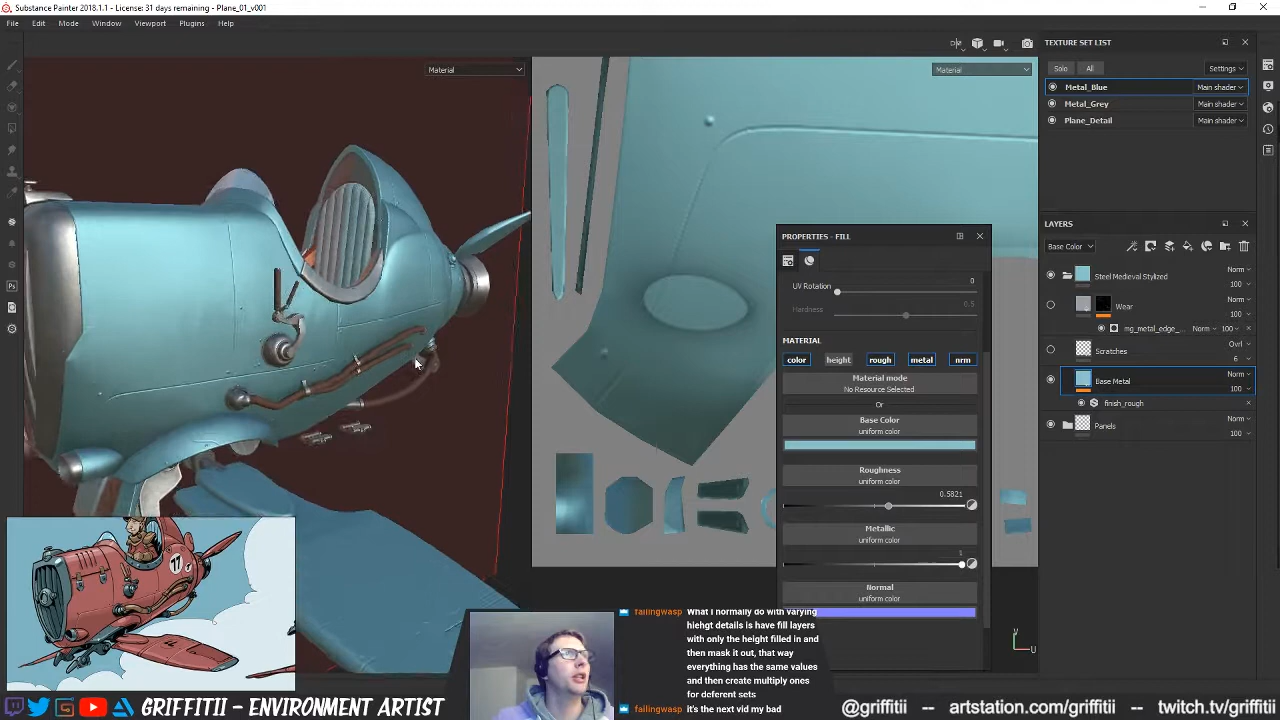 Substance Painter 2018.1.1 - License: 31 days remaining - Plane_01_v001
File Edit Mode Window Viewport Plugins Help
Material
Material
TEXTURE SET LIST
Solo All Settings
Metal_Blue Main shader
Metal_Grey Main shader
Plane_Detail Main shader
LAYERS
Base Color
Steel Medieval Stylized Norm 100
Wear Norm 100
mg_metal_edge_... Norm 100
Scratches Ovrl 6
Base Metal Norm 100
finish_rough
Panels Norm 100
PROPERTIES - FILL
UV Rotation 0
Hardness 0.5
MATERIAL
color height rough metal nrm
Material mode
No Resource Selected
Or
Base Color
uniform color
Roughness
uniform color
0.5821
Metallic
uniform color
1
Normal
uniform color
Ps
Y
U
17
failingwasp What I normally do with varying
hiehgt details is have fill layers
with only the height filled in and
then mask it out, that way
everything has the same values
and then create multiply ones
for deferent sets
failingwasp it's the next vid my bad
GRIFFITII - ENVIRONMENT ARTIST
@griffitii -- artstation.com/griffitii -- twitch.tv/griffitii